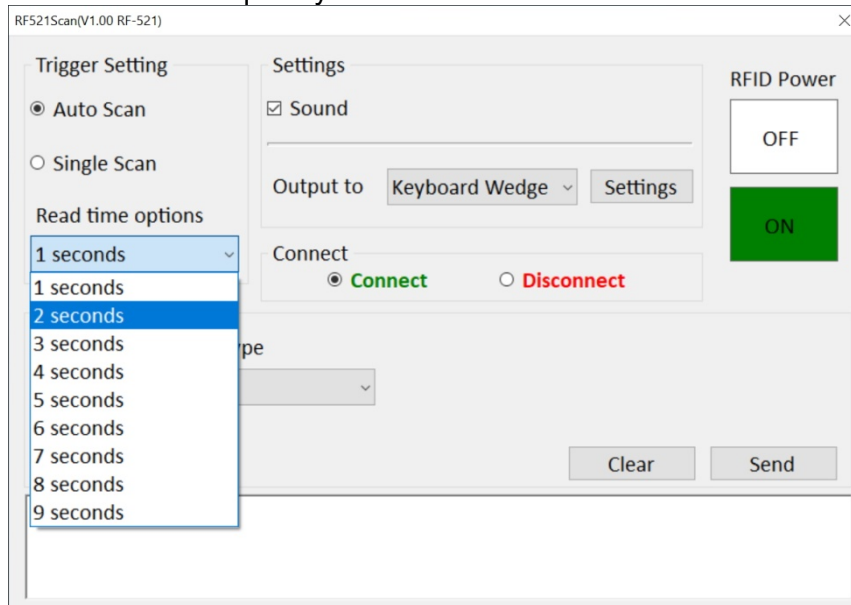 RF521Scan(V1.00 RF-521)
Trigger Setting
Auto Scan
Single Scan
Read time options
1 seconds
1 seconds
2 seconds
3 seconds
4 seconds
5 seconds
6 seconds
7 seconds
8 seconds
9 seconds
Settings
Sound
Output to Keyboard Wedge Settings
Connect
Connect Disconnect
RFID Power
OFF
ON
Clear Send